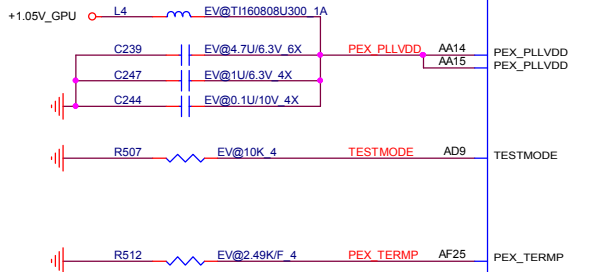 +1.05V_GPU L4 EV@TI160808U300_1A
C239 EV@4.7U/6.3V_6X PEX_PLLVDD AA14 PEX_PLLVDD
C247 EV@1U/6.3V_4X AA15 PEX_PLLVDD
C244 EV@0.1U/10V_4X
R507 EV@10K_4 TESTMODE AD9 TESTMODE
R512 EV@2.49K/F_4 PEX_TERMP AF25 PEX_TERMP